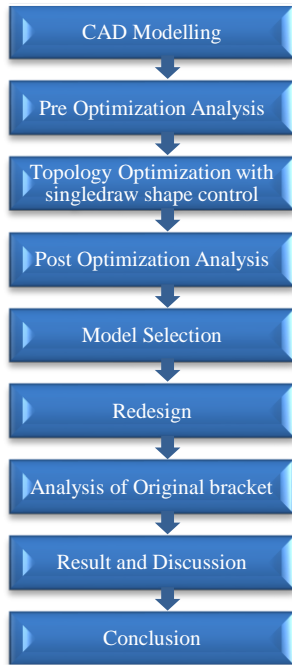 CAD Modelling
Pre Optimization Analysis
Topology Optimization with
singledraw shape control
Post Optimization Analysis
Model Selection
Redesign
Analysis of Original bracket
Result and Discussion
Conclusion